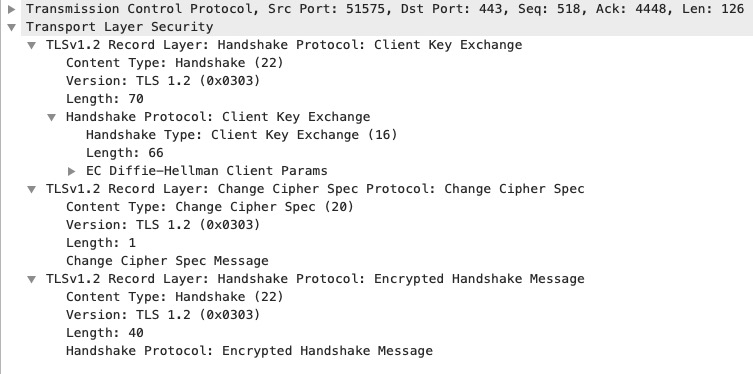 Transmission Control Protocol, Src Port: 51575, Dst Port: 443, Seq: 518, Ack: 4448, Len: 126
Transport Layer Security
TLSv1.2 Record Layer: Handshake Protocol: Client Key Exchange
Content Type: Handshake (22)
Version: TLS 1.2 (0x0303)
Length: 70
Handshake Protocol: Client Key Exchange
Handshake Type: Client Key Exchange (16)
Length: 66
EC Diffie-Hellman Client Params
TLSv1.2 Record Layer: Change Cipher Spec Protocol: Change Cipher Spec
Content Type: Change Cipher Spec (20)
Version: TLS 1.2 (0x0303)
Length: 1
Change Cipher Spec Message
TLSv1.2 Record Layer: Handshake Protocol: Encrypted Handshake Message
Content Type: Handshake (22)
Version: TLS 1.2 (0x0303)
Length: 40
Handshake Protocol: Encrypted Handshake Message